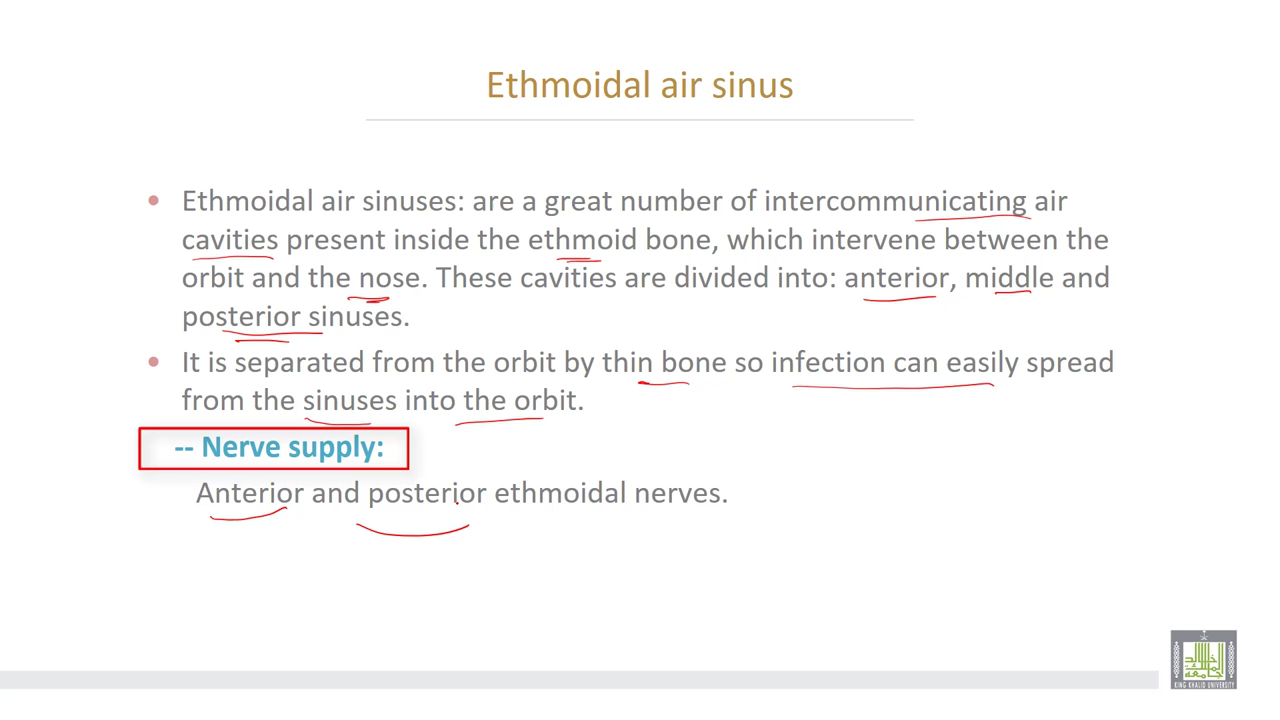 Ethmoidal air sinus
• Ethmoidal air sinuses: are a great number of intercommunicating air
cavities present inside the ethmoid bone, which intervene between the
orbit and the nose. These cavities are divided into: anterior, middle and
posterior sinuses.
• It is separated from the orbit by thin bone so infection can easily spread
from the sinuses into the orbit.
-- Nerve supply:
Anterior and posterior ethmoidal nerves.
KING KHALID UNIVERSITY